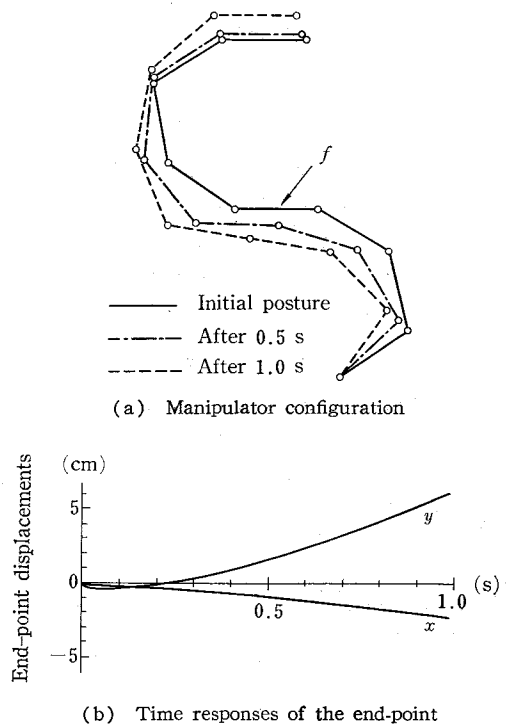 f
Initial posture
After 0.5 s
After 1.0 s
(a) Manipulator configuration
(cm)
End-point displacements
5
y
0
0.5
1.0
(s)
x
-5
(b) Time responses of the end-point